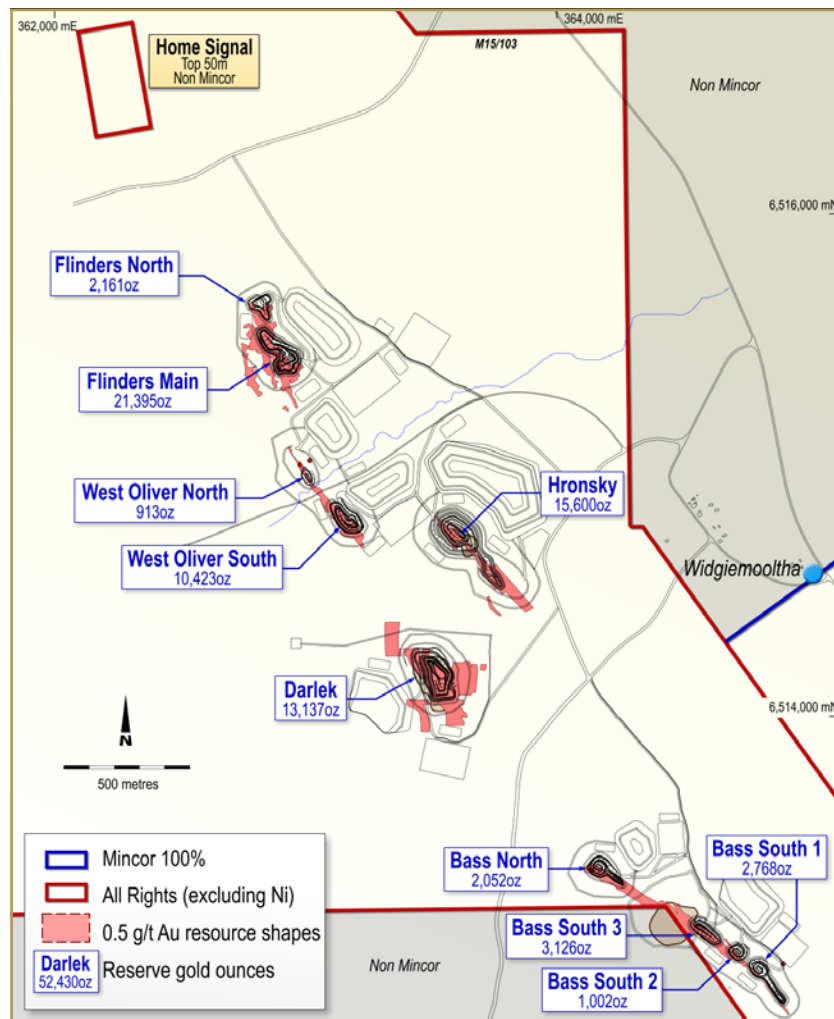 362,000 mE
364,000 mE
M15/103
Home Signal
Top 50m
Non Mincor
Non Mincor
6,516,000 mN
Flinders North
2,161oz
Flinders Main
21,395oz
West Oliver North
913oz
Hronsky
15,600oz
West Oliver South
10,423oz
Widgiemooltha
Darlek
13,137oz
6,514,000 mN
N
500 metres
Bass North
2,052oz
Bass South 1
2,768oz
Bass South 3
3,126oz
Bass South 2
1,002oz
Non Mincor
Mincor 100%
All Rights (excluding Ni)
0.5 g/t Au resource shapes
Darlek
52,430oz
Reserve gold ounces